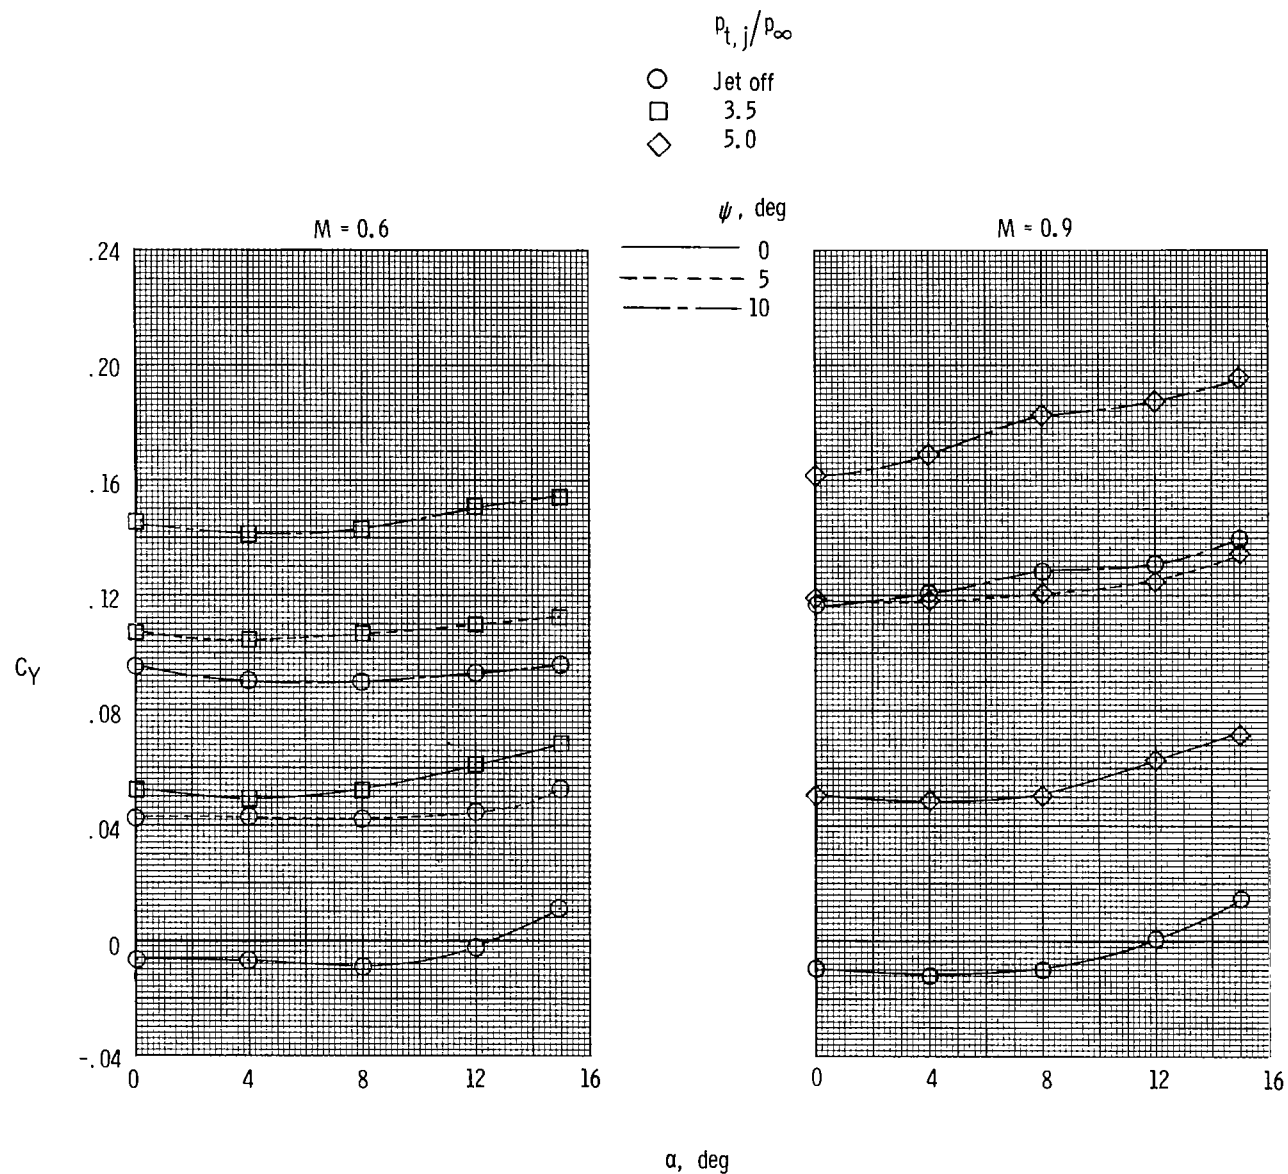 p_t,j/p_∞
Jet off
3.5
5.0
ψ, deg
0
5
10
M = 0.6
M = 0.9
.24
.20
.16
.12
.08
.04
0
-.04
C_Y
0 4 8 12 16
0 4 8 12 16
α, deg